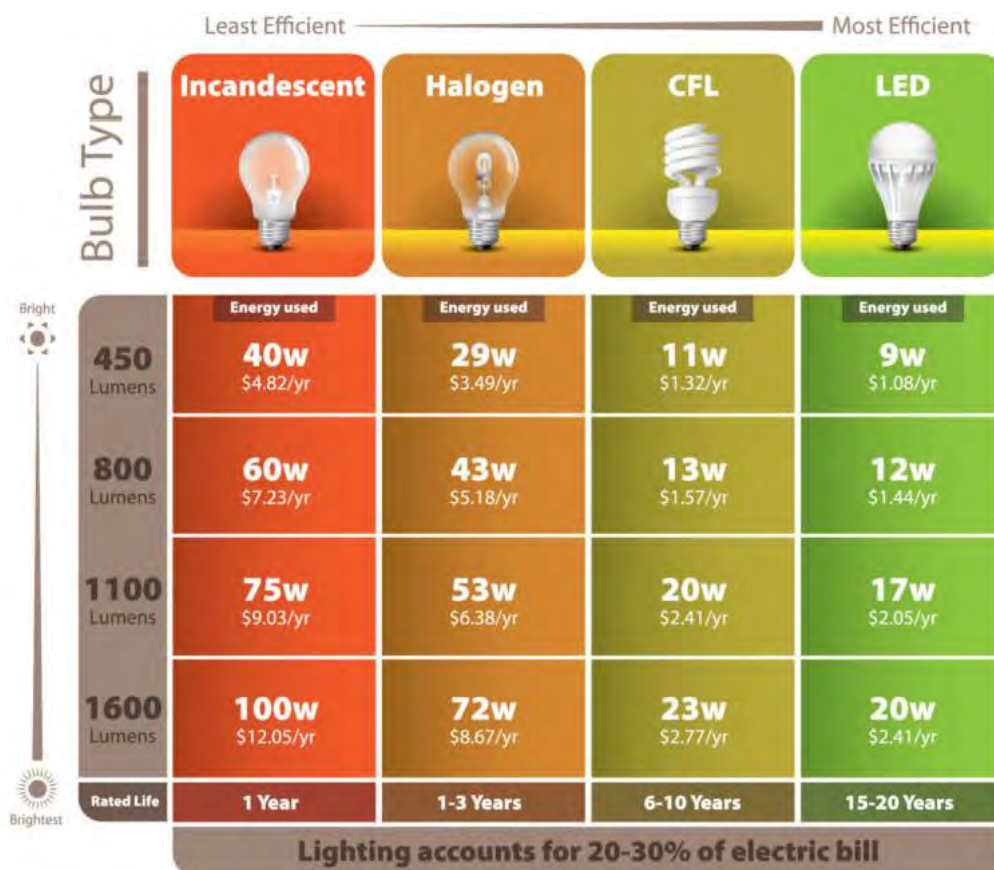 Least Efficient
Most Efficient
Bulb Type
Incandescent
Halogen
CFL
LED
Bright
Energy used
Energy used
Energy used
Energy used
450
Lumens
40w
$4.82/yr
29w
$3.49/yr
11w
$1.32/yr
9w
$1.08/yr
800
Lumens
60w
$7.23/yr
43w
$5.18/yr
13w
$1.57/yr
12w
$1.44/yr
1100
Lumens
75w
$9.03/yr
53w
$6.38/yr
20w
$2.41/yr
17w
$2.05/yr
1600
Lumens
100w
$12.05/yr
72w
$8.67/yr
23w
$2.77/yr
20w
$2.41/yr
Brightest
Rated Life
1 Year
1-3 Years
6-10 Years
15-20 Years
Lighting accounts for 20-30% of electric bill